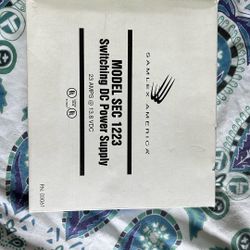 SAMLEX AMERICA
MODEL SEC 1223
Switching DC Power Supply
23 AMPS @ 13.8 VDC